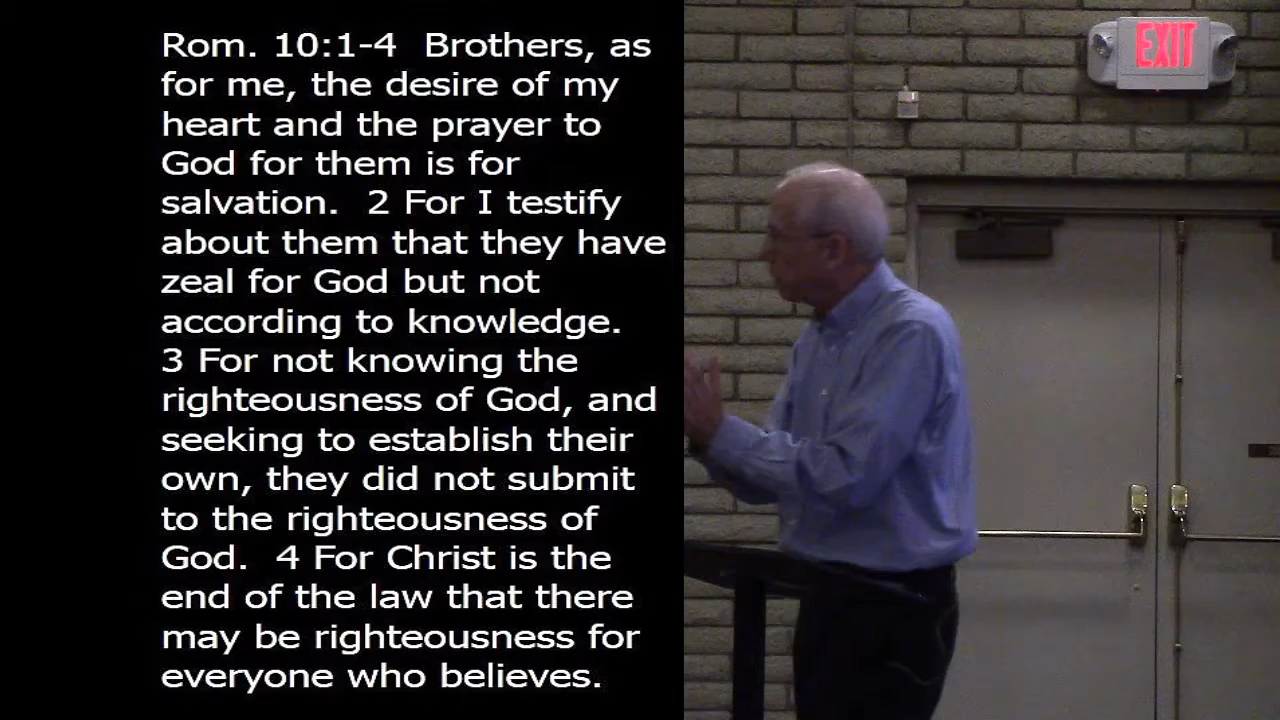 Rom. 10:1-4  Brothers, as
for me, the desire of my
heart and the prayer to
God for them is for
salvation.  2 For I testify
about them that they have
zeal for God but not
according to knowledge.
3 For not knowing the
righteousness of God, and
seeking to establish their
own, they did not submit
to the righteousness of
God.  4 For Christ is the
end of the law that there
may be righteousness for
everyone who believes.
EXIT